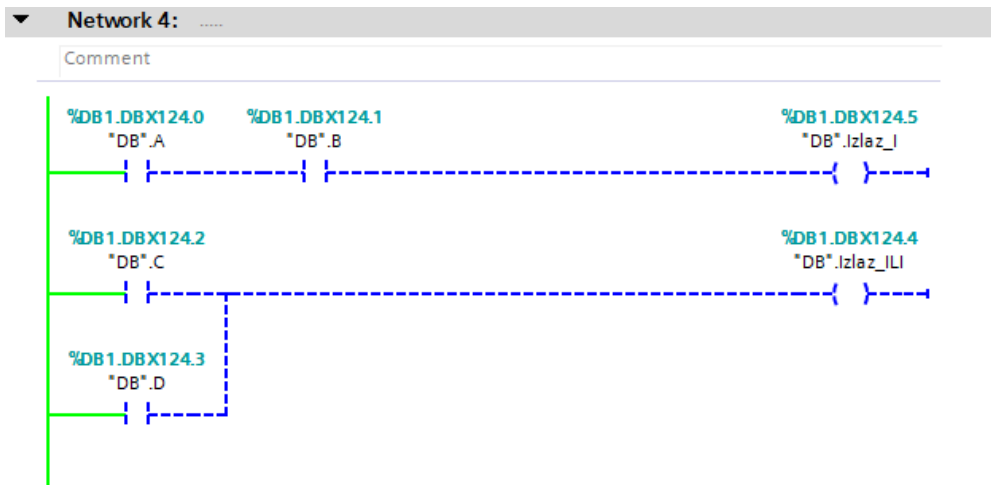 Network 4: .....
Comment
%DB1.DBX124.0 %DB1.DBX124.1 %DB1.DBX124.5
"DB".A "DB".B "DB".Izlaz_I
%DB1.DBX124.2 %DB1.DBX124.4
"DB".C "DB".Izlaz_ILI
%DB1.DBX124.3
"DB".D